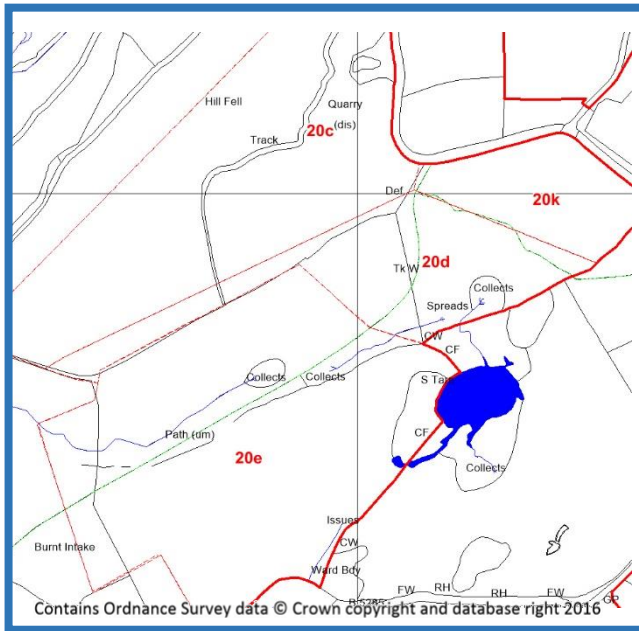 Hill Fell
Quarry
(dis)
20c
Track
Def
20k
Tk W
20d
Collects
Spreads
CW
CF
S Tarn
Collects
Collects
Path (um)
CF
20e
Collects
Issues
CW
Burnt Intake
Ward Bdy
FW
RH
RH
FW
GP
B 5285
Contains Ordnance Survey data © Crown copyright and database right 2016